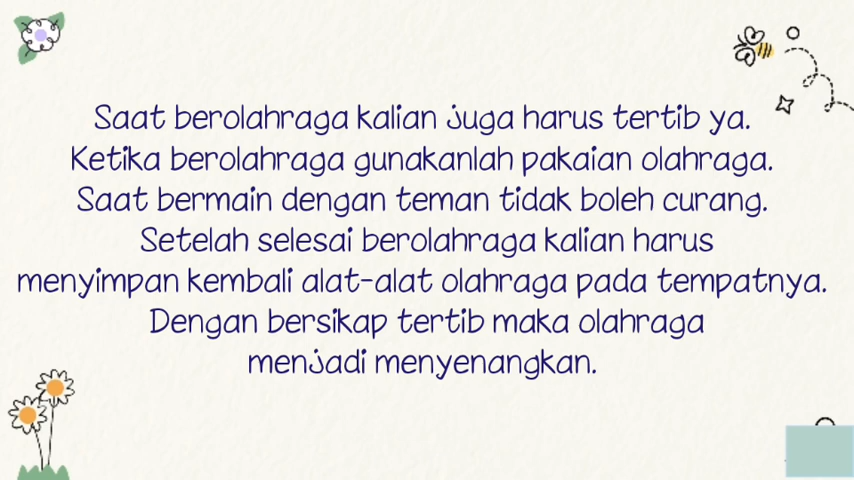 Saat berolahraga kalian juga harus tertib ya.
Ketika berolahraga gunakanlah pakaian olahraga.
Saat bermain dengan teman tidak boleh curang.
Setelah selesai berolahraga kalian harus
menyimpan kembali alat-alat olahraga pada tempatnya.
Dengan bersikap tertib maka olahraga
menjadi menyenangkan.